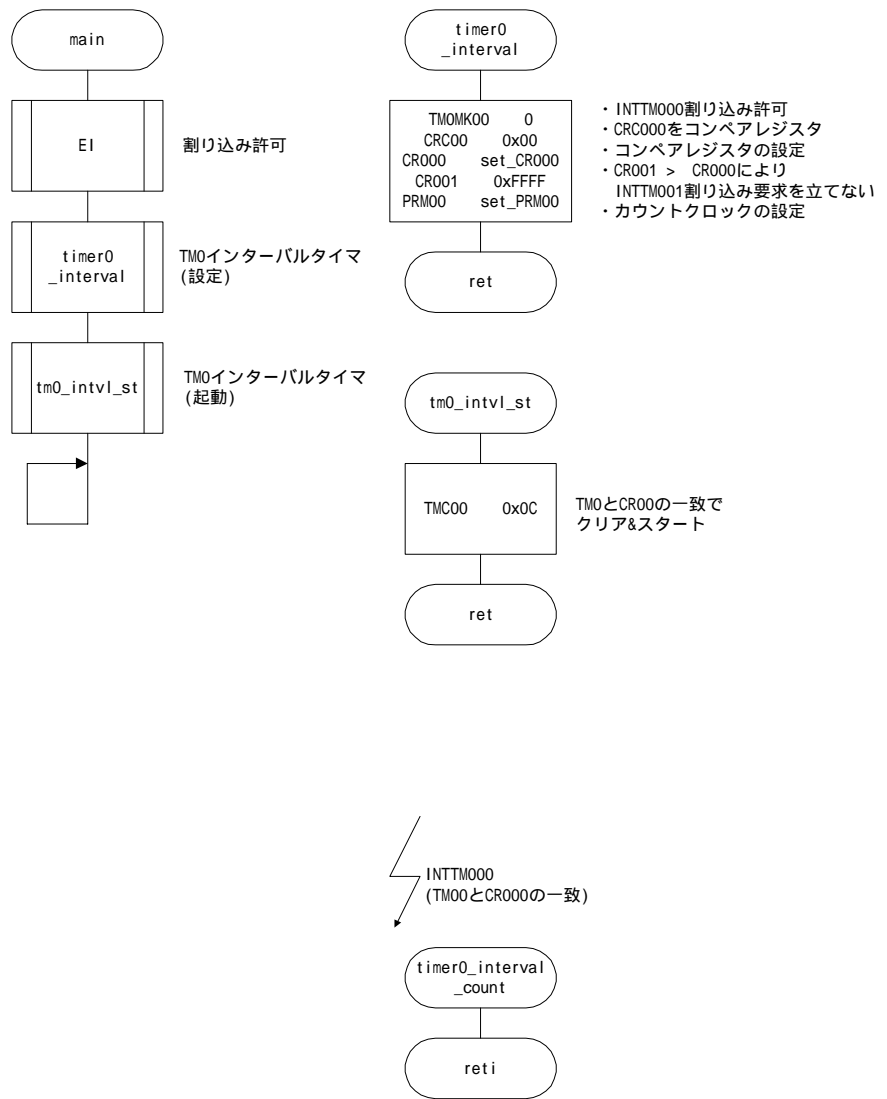 main
EI
割り込み許可
timer0
_interval
TM0インターバルタイマ
(設定)
tm0_intvl_st
TM0インターバルタイマ
(起動)
timer0
_interval
TM0MK00 0
CRC00 0x00
CR000 set_CR000
CR001 0xFFFF
PRM00 set_PRM00
・INTTM000割り込み許可
・CRC000をコンペアレジスタ
・コンペアレジスタの設定
・CR001 > CR000により
INTTM001割り込み要求を立てない
・カウントクロックの設定
ret
tm0_intvl_st
TMC00 0x0C
TM0とCR00の一致で
クリア&スタート
ret
INTTM000
(TM00とCR000の一致)
timer0_interval
_count
reti